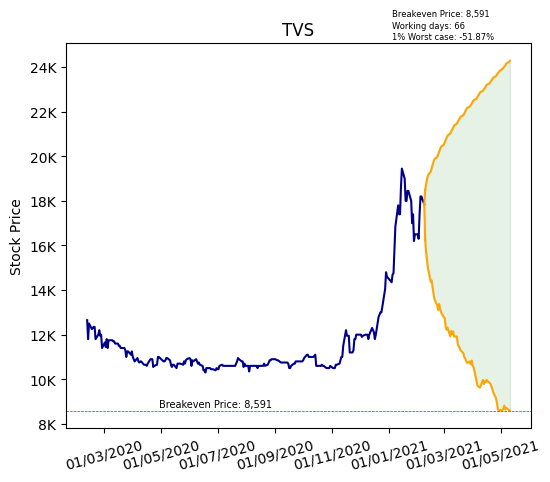 Breakeven Price: 8,591
Working days: 66
1% Worst case: -51.87%
TVS
24K
22K
20K
18K
16K
14K
12K
10K
8K
Stock Price
Breakeven Price: 8,591
01/03/2020
01/05/2020
01/07/2020
01/09/2020
01/11/2020
01/01/2021
01/03/2021
01/05/2021